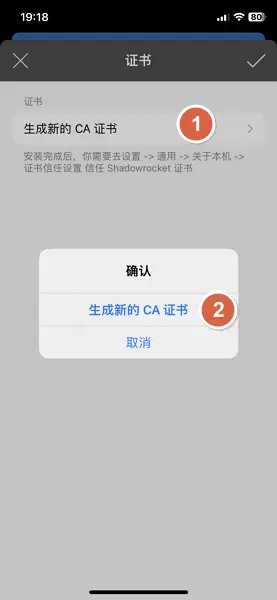 19:18
80
证书
证书
生成新的 CA 证书
1
安装完成后，你需要去设置 -> 通用 -> 关于本机 ->
证书信任设置 信任 Shadowrocket 证书
确认
生成新的 CA 证书
2
取消